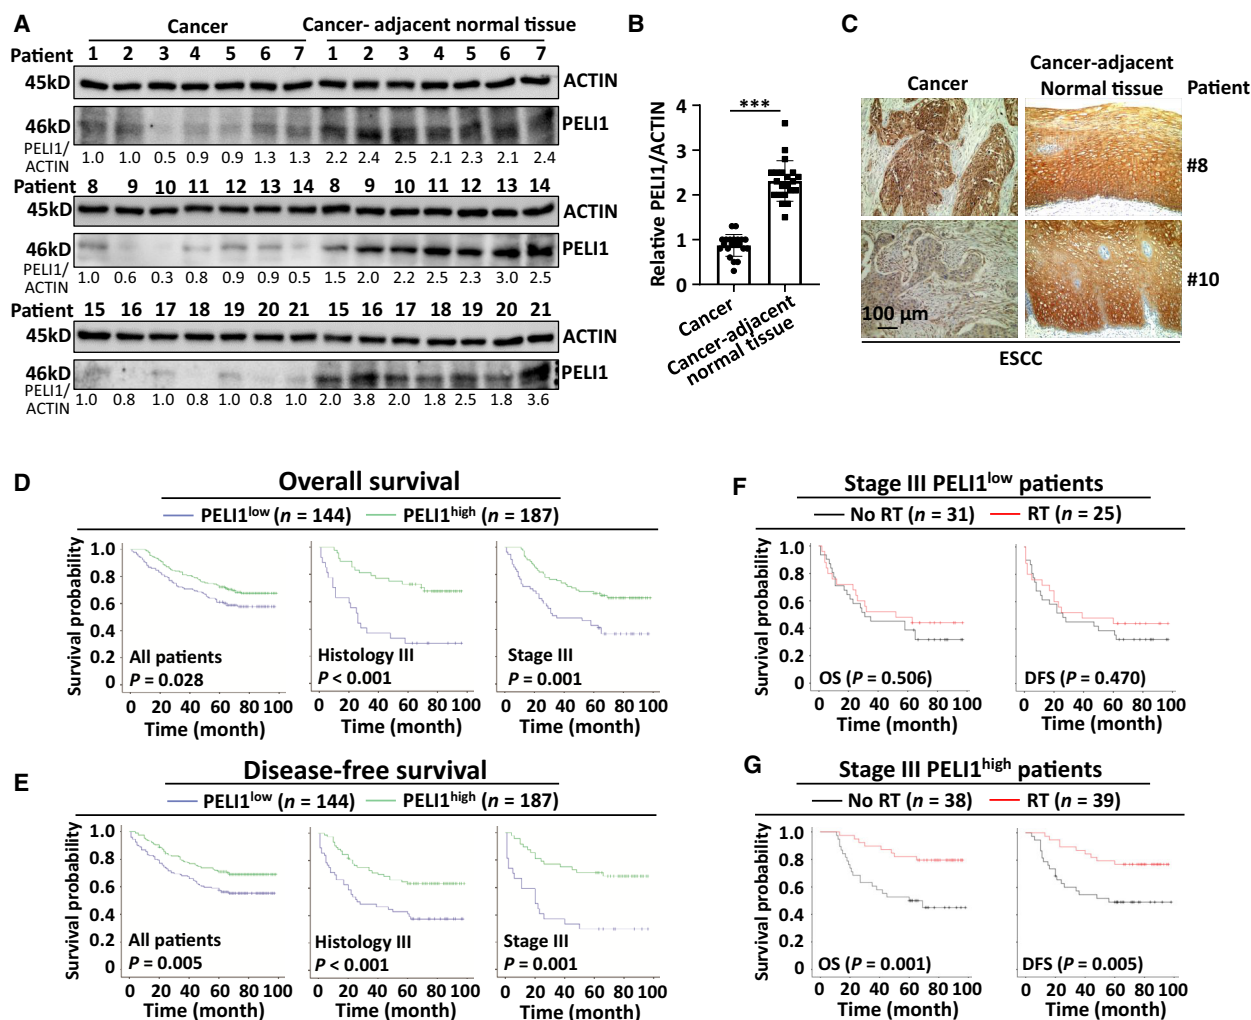 A
Cancer
Cancer- adjacent normal tissue
Patient 1 2 3 4 5 6 7 1 2 3 4 5 6 7
45kD ACTIN
46kD PELI1
PELI1/
ACTIN 1.0 1.0 0.5 0.9 0.9 1.3 1.3 2.2 2.4 2.5 2.1 2.3 2.1 2.4
Patient 8 9 10 11 12 13 14 8 9 10 11 12 13 14
45kD ACTIN
46kD PELI1
PELI1/
ACTIN 1.0 0.6 0.3 0.8 0.9 0.9 0.5 1.5 2.0 2.2 2.5 2.3 3.0 2.5
Patient 15 16 17 18 19 20 21 15 16 17 18 19 20 21
45kD ACTIN
46kD PELI1
PELI1/
ACTIN 1.0 0.8 1.0 0.8 1.0 0.8 1.0 2.0 3.8 2.0 1.8 2.5 1.8 3.6
B
Relative PELI1/ACTIN
4
3
2
1
0
***
Cancer
Cancer-adjacent
normal tissue
C
Cancer
Cancer-adjacent
Normal tissue
Patient
#8
#10
100 µm
ESCC
D
Overall survival
PELI1low (n = 144) PELI1high (n = 187)
Survival probability
1.0
0.8
0.6
0.4
0.2
0
All patients
P = 0.028
0 20 40 60 80 100
Time (month)
Histology III
P < 0.001
0 20 40 60 80 100
Time (month)
Stage III
P = 0.001
0 20 40 60 80 100
Time (month)
E
Disease-free survival
PELI1low (n = 144) PELI1high (n = 187)
Survival probability
1.0
0.8
0.6
0.4
0.2
0
All patients
P = 0.005
0 20 40 60 80 100
Time (month)
Histology III
P < 0.001
0 20 40 60 80 100
Time (month)
Stage III
P = 0.001
0 20 40 60 80 100
Time (month)
F
Stage III PELI1low patients
No RT (n = 31) RT (n = 25)
Survival probability
1.0
0.8
0.6
0.4
0.2
0
OS (P = 0.506)
0 20 40 60 80 100
Time (month)
DFS (P = 0.470)
0 20 40 60 80 100
Time (month)
G
Stage III PELI1high patients
No RT (n = 38) RT (n = 39)
Survival probability
1.0
0.8
0.6
0.4
0.2
0
OS (P = 0.001)
0 20 40 60 80 100
Time (month)
DFS (P = 0.005)
0 20 40 60 80 100
Time (month)